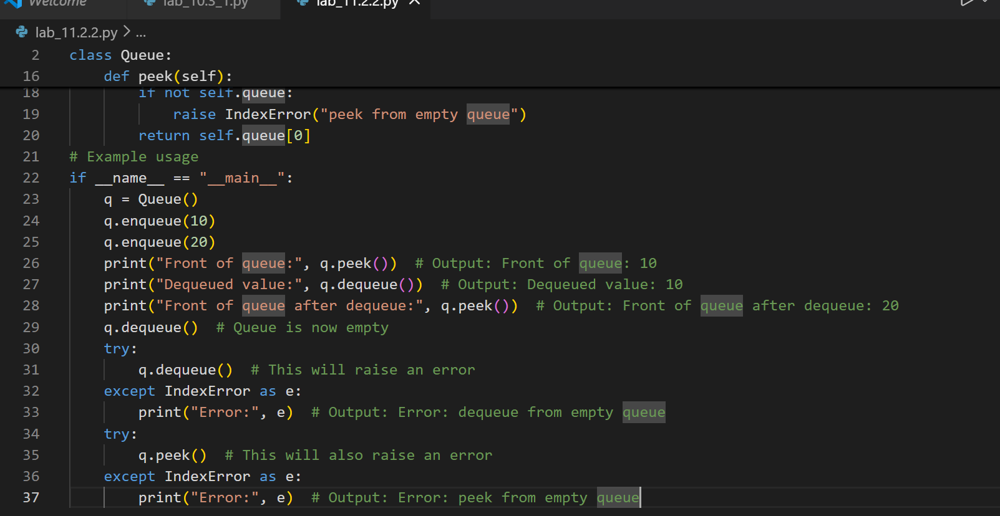 Welcome lab_10.3_1.py lab_11.2.2.py
lab_11.2.2.py > ...
2 class Queue:
16     def peek(self):
18         if not self.queue:
19             raise IndexError("peek from empty queue")
20         return self.queue[0]
21 # Example usage
22 if __name__ == "__main__":
23     q = Queue()
24     q.enqueue(10)
25     q.enqueue(20)
26     print("Front of queue:", q.peek())  # Output: Front of queue: 10
27     print("Dequeued value:", q.dequeue())  # Output: Dequeued value: 10
28     print("Front of queue after dequeue:", q.peek())  # Output: Front of queue after dequeue: 20
29     q.dequeue()  # Queue is now empty
30     try:
31         q.dequeue()  # This will raise an error
32     except IndexError as e:
33         print("Error:", e)  # Output: Error: dequeue from empty queue
34     try:
35         q.peek()  # This will also raise an error
36     except IndexError as e:
37         print("Error:", e)  # Output: Error: peek from empty queue